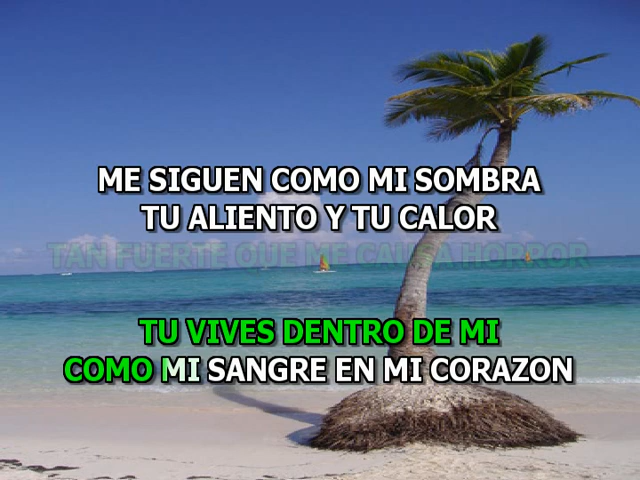 ME SIGUEN COMO MI SOMBRA
TU ALIENTO Y TU CALOR
TAN FUERTE QUE ME CAUSA HORROR
TU VIVES DENTRO DE MI
COMO MI SANGRE EN MI CORAZON